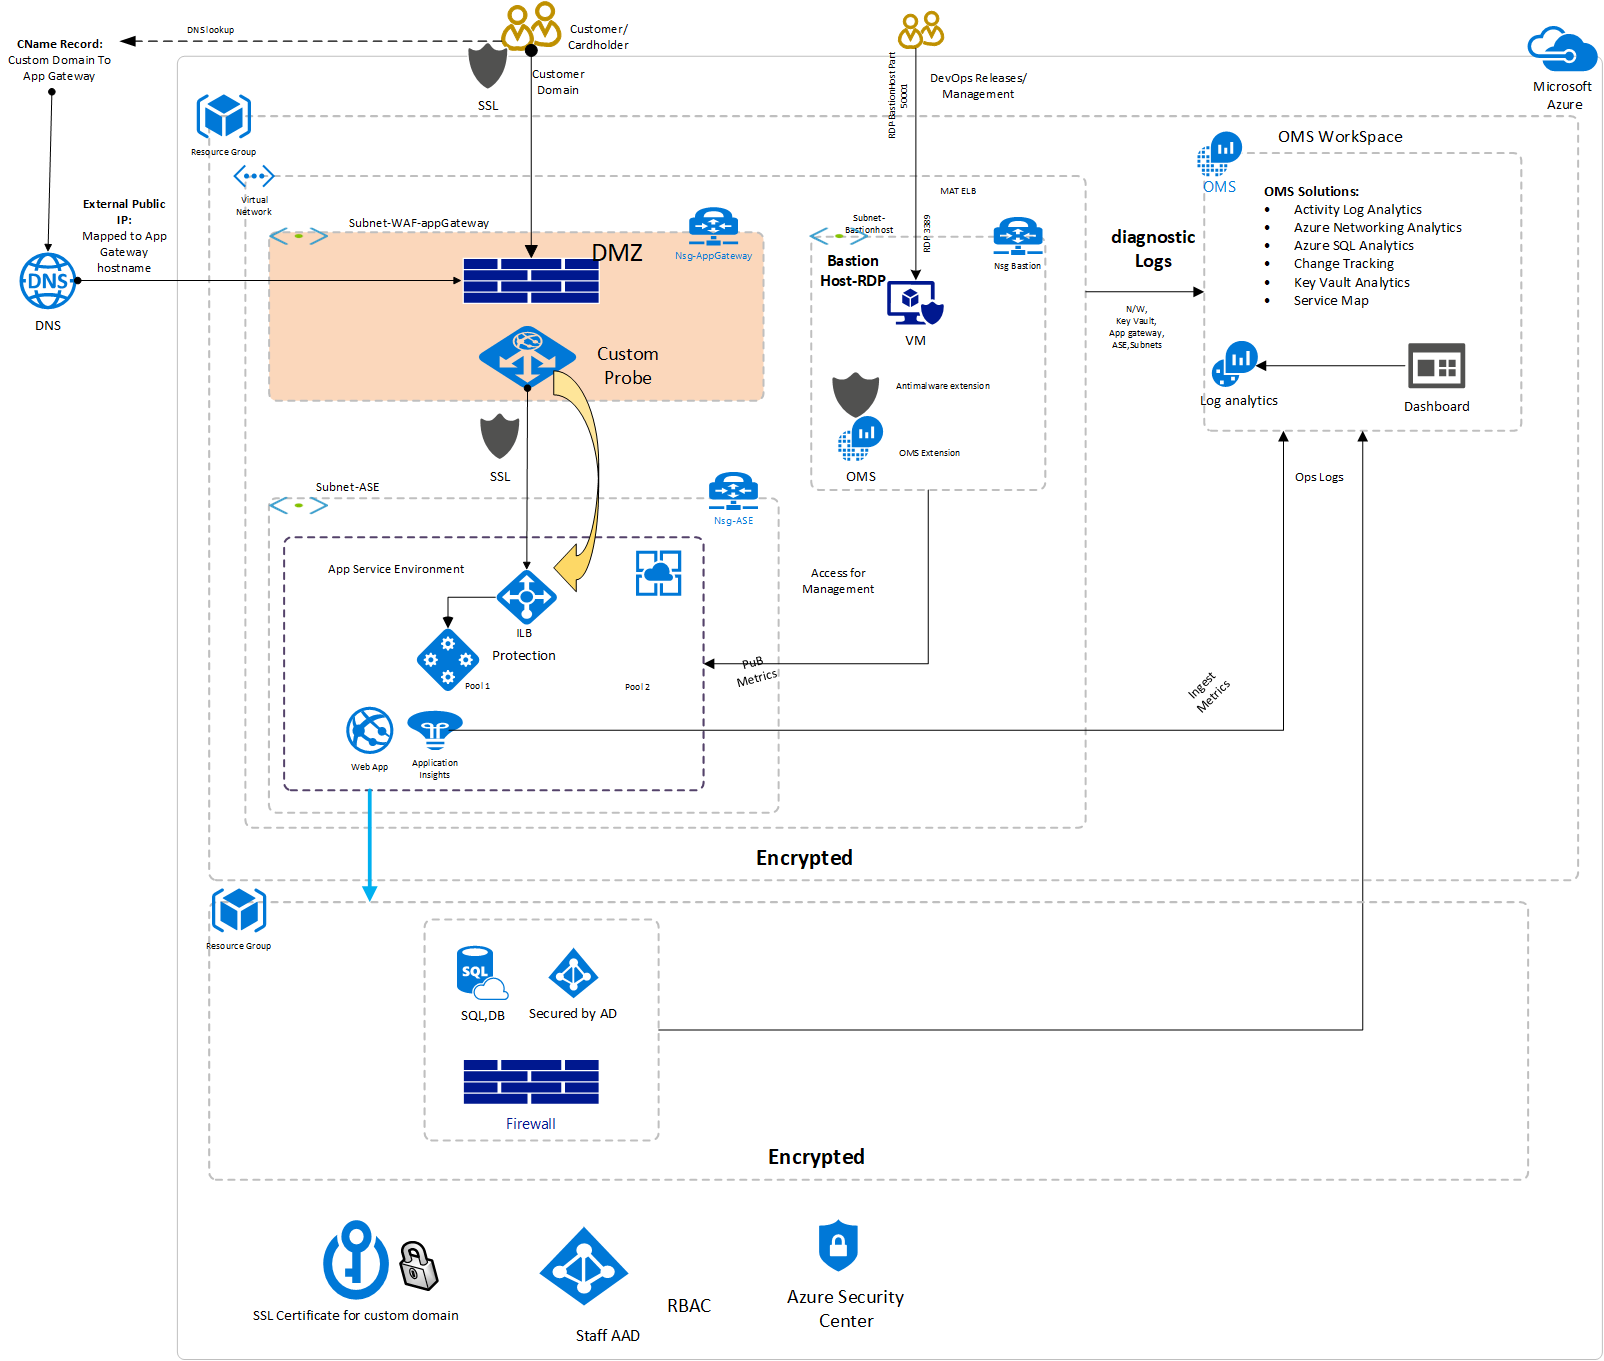 CName Record:
Custom Domain To
App Gateway
DNS lookup
Customer/
Cardholder
SSL
Customer
Domain
RDP-BastionHost Part
50001
DevOps Releases/
Management
Microsoft
Azure
Resource Group
Virtual
Network
External Public
IP:
Mapped to App
Gateway
hostname
DNS
DNS
Subnet-WAF-appGateway
DMZ
Nsg-AppGateway
Custom
Probe
SSL
MAT ELB
Subnet-
Bastionhost
RDP-33389
Nsg Bastion
Bastion
Host-RDP
VM
Antimalware extension
OMS Extension
OMS
diagnostic
Logs
N/W,
Key Vault,
App gateway,
ASE,Subnets
OMS WorkSpace
OMS
OMS Solutions:
• Activity Log Analytics
• Azure Networking Analytics
• Azure SQL Analytics
• Change Tracking
• Key Vault Analytics
• Service Map
Log analytics
Dashboard
Ops Logs
Subnet-ASE
Nsg-ASE
App Service Environment
ILB
Protection
Pool 1
Pool 2
Web App
Application
Insights
Access for
Management
PuB
Metrics
Ingest
Metrics
Encrypted
Resource Group
SQL
SQL,DB
Secured by AD
Firewall
Encrypted
SSL Certificate for custom domain
RBAC
Staff AAD
Azure Security
Center